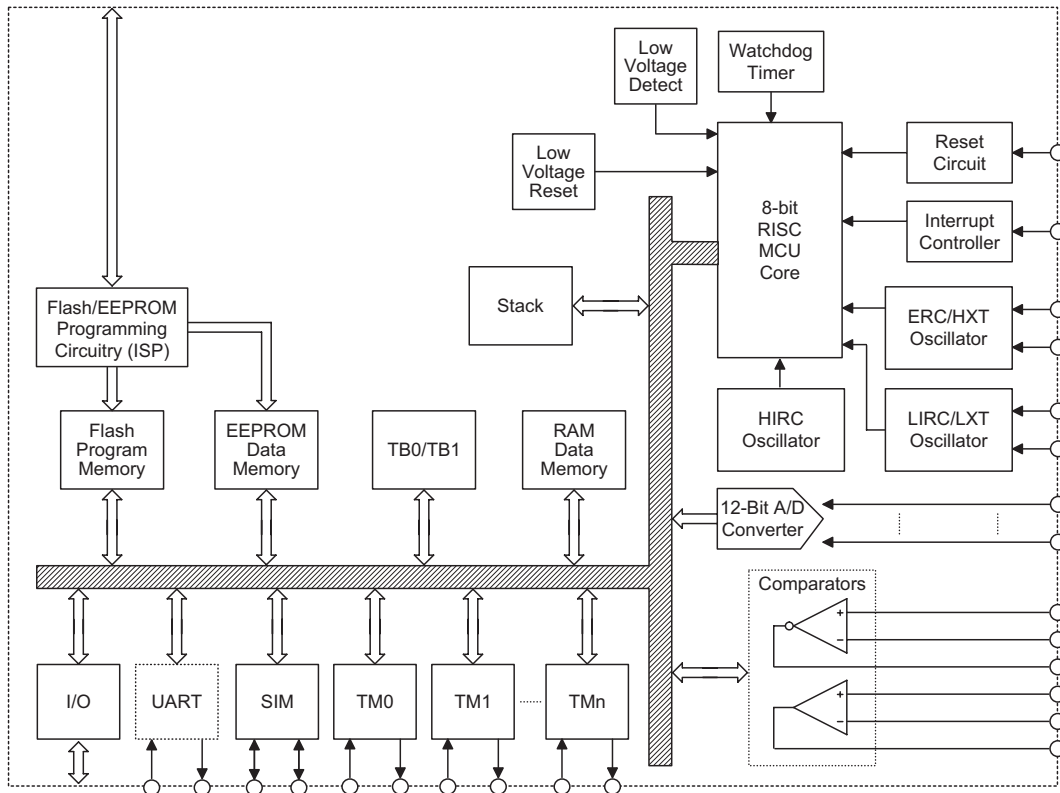 Low
Voltage
Detect
Watchdog
Timer
Low
Voltage
Reset
8-bit
RISC
MCU
Core
Reset
Circuit
Interrupt
Controller
Stack
Flash/EEPROM
Programming
Circuitry (ISP)
ERC/HXT
Oscillator
HIRC
Oscillator
LIRC/LXT
Oscillator
Flash
Program
Memory
EEPROM
Data
Memory
TB0/TB1
RAM
Data
Memory
12-Bit A/D
Converter
Comparators
+
−
+
−
I/O
UART
SIM
TM0
TM1
TMn